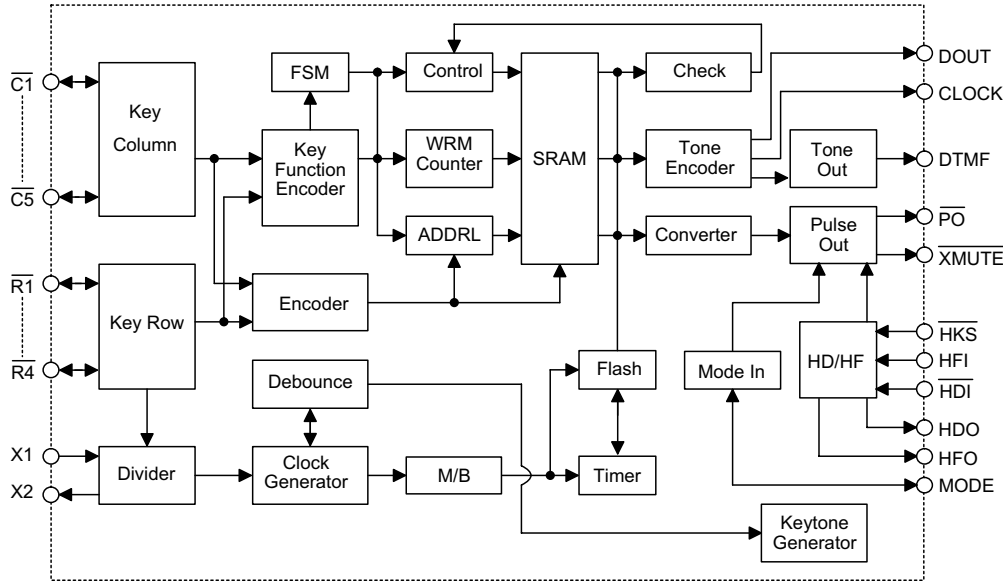 C1
C5
R1
R4
X1
X2
Key
Column
Key Row
Divider
FSM
Key
Function
Encoder
Encoder
Debounce
Clock
Generator
Control
WRM
Counter
ADDRL
M/B
SRAM
Flash
Timer
Check
Tone
Encoder
Converter
Mode In
Tone
Out
Pulse
Out
HD/HF
Keytone
Generator
DOUT
CLOCK
DTMF
PO
XMUTE
HKS
HFI
HDI
HDO
HFO
MODE